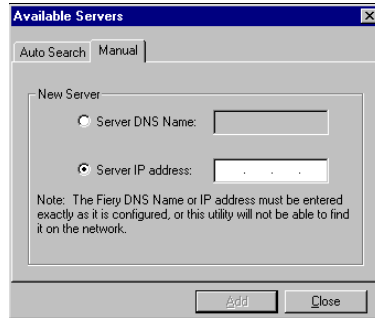 Available Servers
Auto Search Manual
New Server
Server DNS Name:
Server IP address: . . .
Note: The Fiery DNS Name or IP address must be entered
exactly as it is configured, or this utility will not be able to find
it on the network.
Add Close